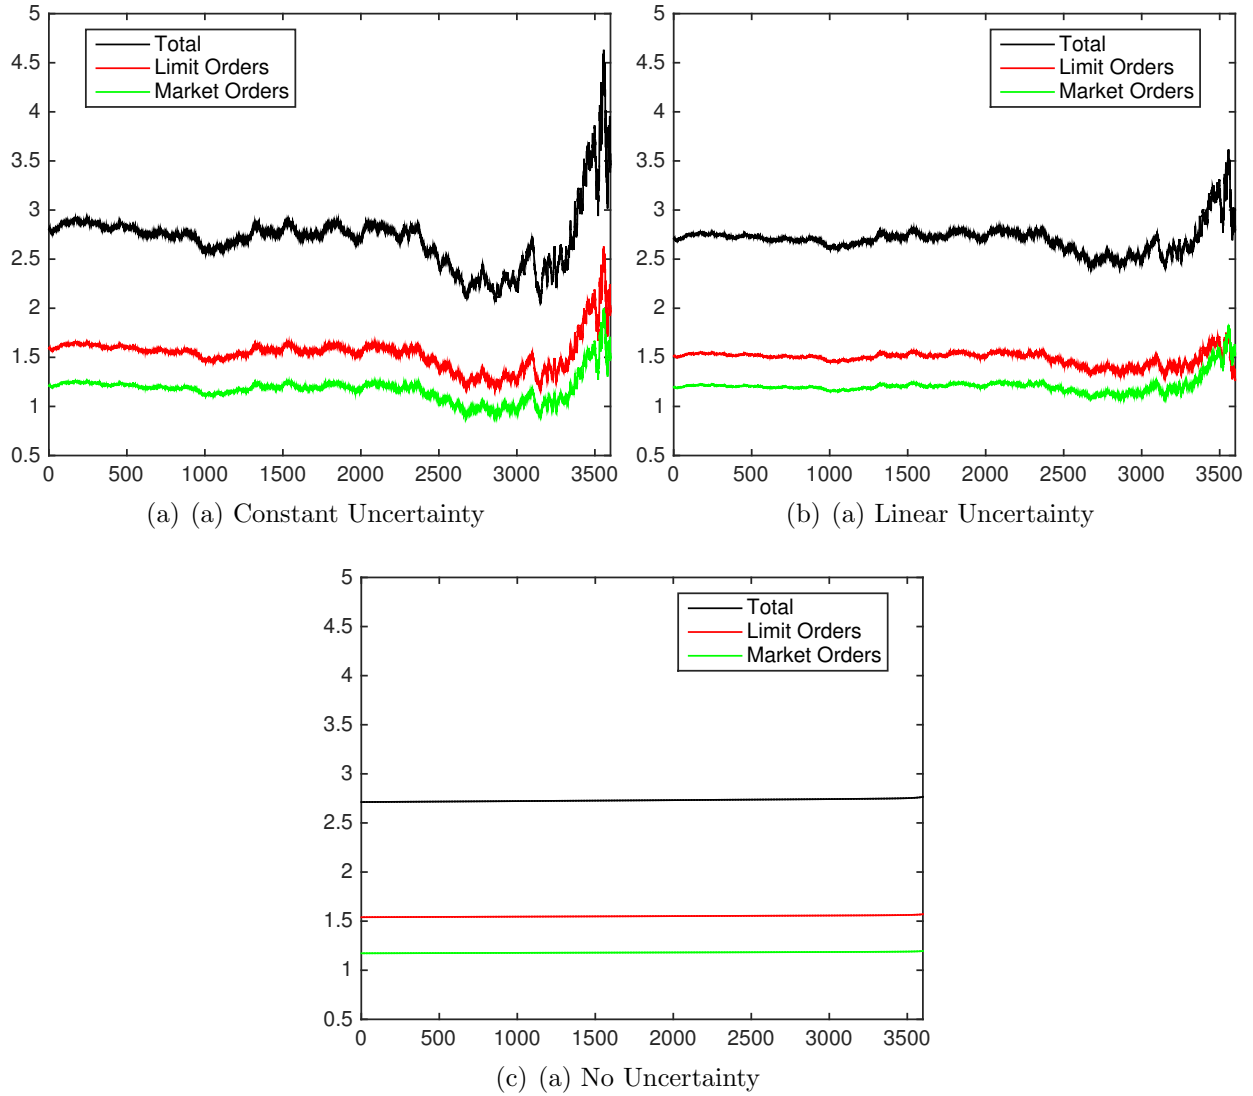 5
4.5
4
3.5
3
2.5
2
1.5
1
0.5
0 500 1000 1500 2000 2500 3000 3500
Total
Limit Orders
Market Orders
(a) (a) Constant Uncertainty
5
4.5
4
3.5
3
2.5
2
1.5
1
0.5
0 500 1000 1500 2000 2500 3000 3500
Total
Limit Orders
Market Orders
(b) (a) Linear Uncertainty
5
4.5
4
3.5
3
2.5
2
1.5
1
0.5
0 500 1000 1500 2000 2500 3000 3500
Total
Limit Orders
Market Orders
(c) (a) No Uncertainty